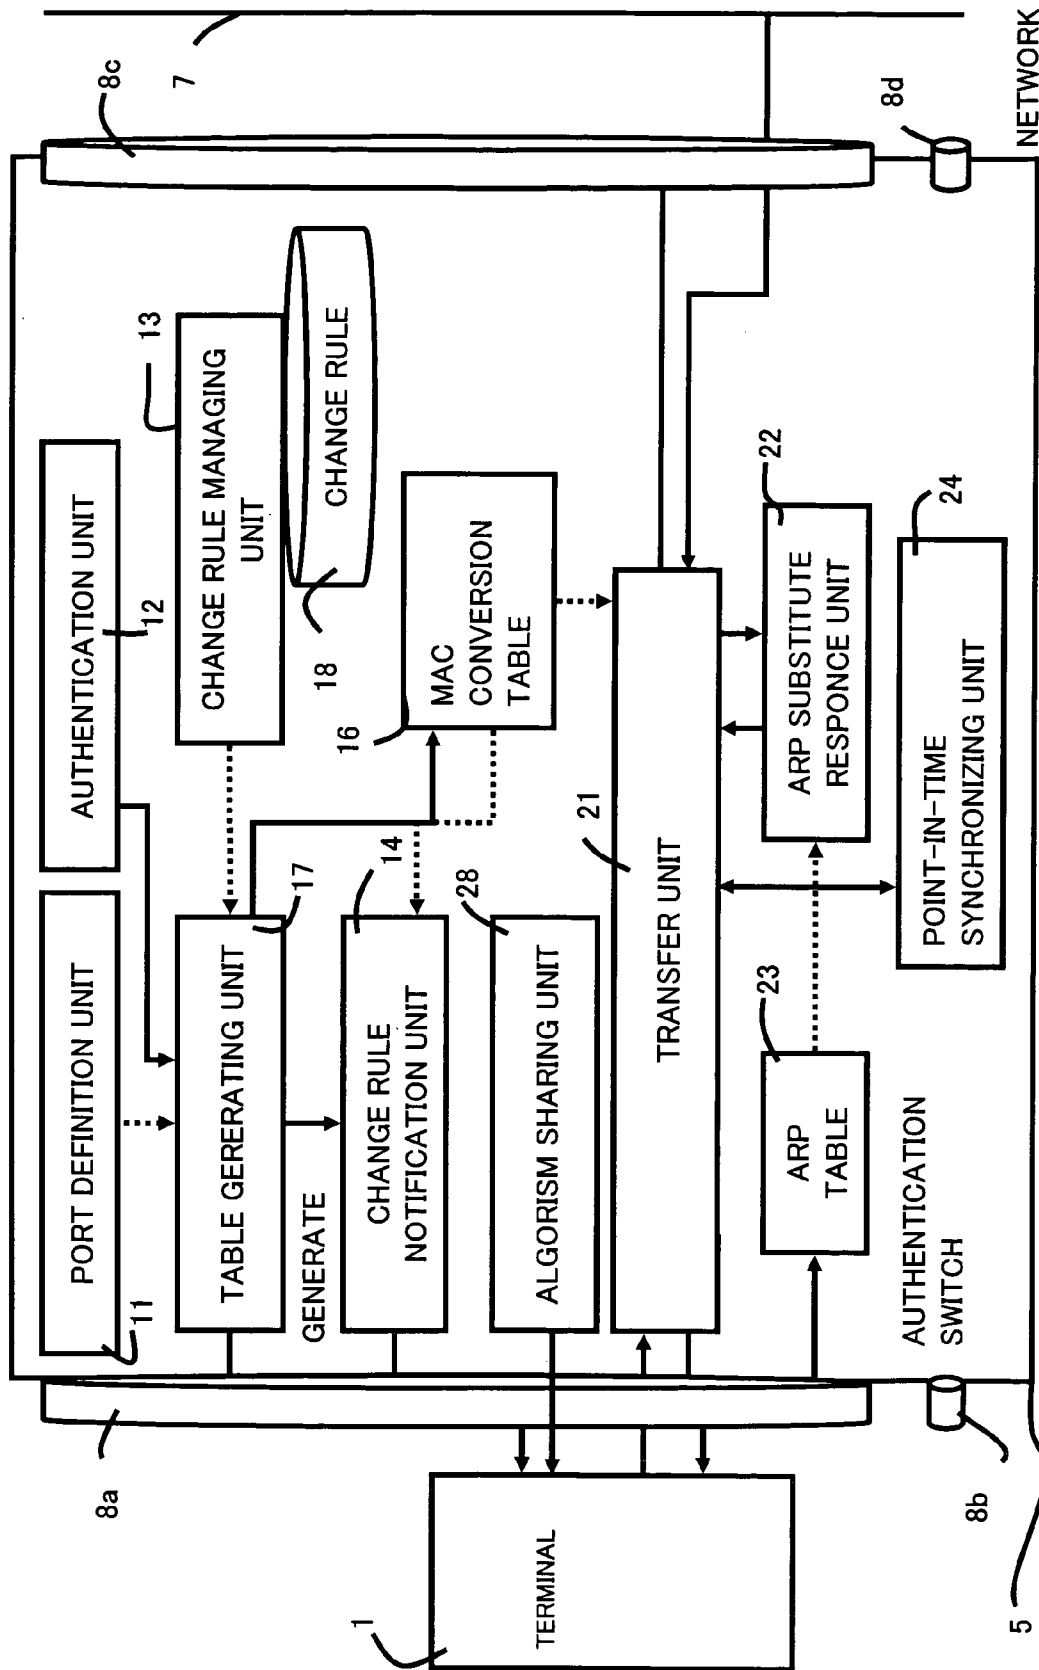 7
8c
8d
NETWORK
13
CHANGE RULE MANAGING
UNIT
CHANGE RULE
18
AUTHENTICATION UNIT
12
MAC
CONVERSION
TABLE
16
22
ARP SUBSTITUTE
RESPONCE UNIT
24
POINT-IN-TIME
SYNCHRONIZING UNIT
PORT DEFINITION UNIT
11
TABLE GERERATING UNIT
17
GENERATE
CHANGE RULE
NOTIFICATION UNIT
14
ALGORISM SHARING UNIT
28
TRANSFER UNIT
21
23
ARP
TABLE
AUTHENTICATION
SWITCH
8a
8b
TERMINAL
1
5